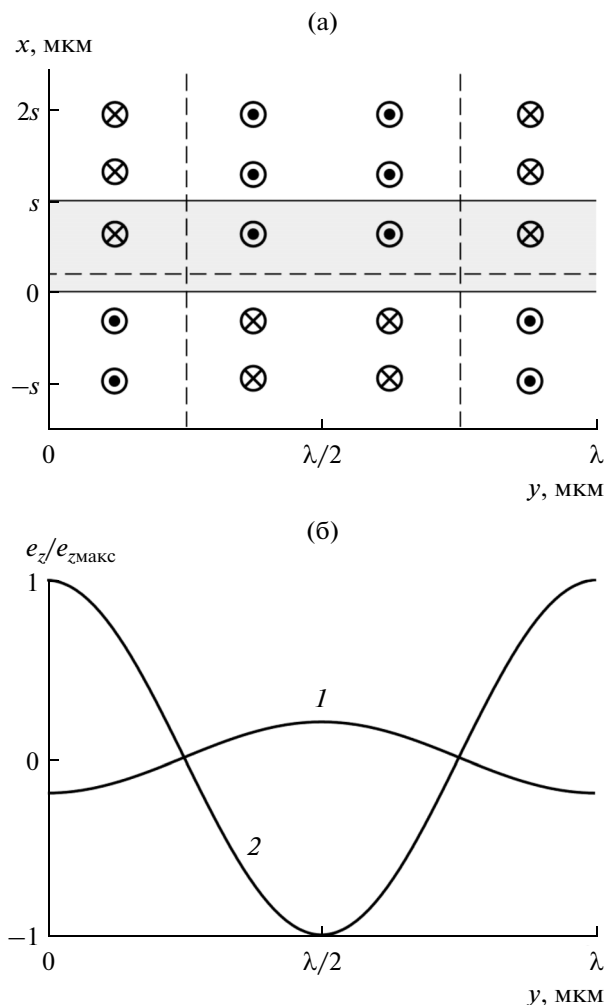 (а)
x, мкм
2s
s
0
−s
0
λ/2
λ
y, мкм
(б)
e_z/e_zмакс
1
1
0
2
−1
0
λ/2
λ
y, мкм